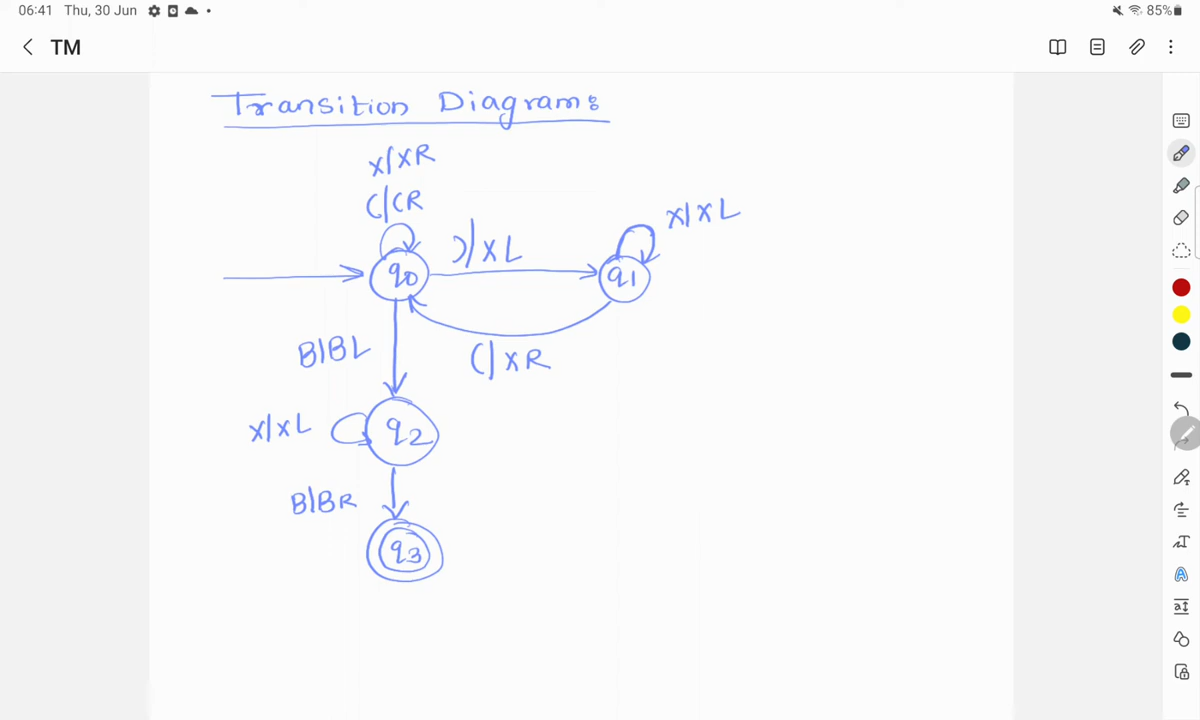 06:41 Thu, 30 Jun 85%
TM
Transition Diagram:
x/xR
(/(R
)/xL
x/xL
q0
q1
B/BL
(/xR
x/xL
q2
B/BR
q3